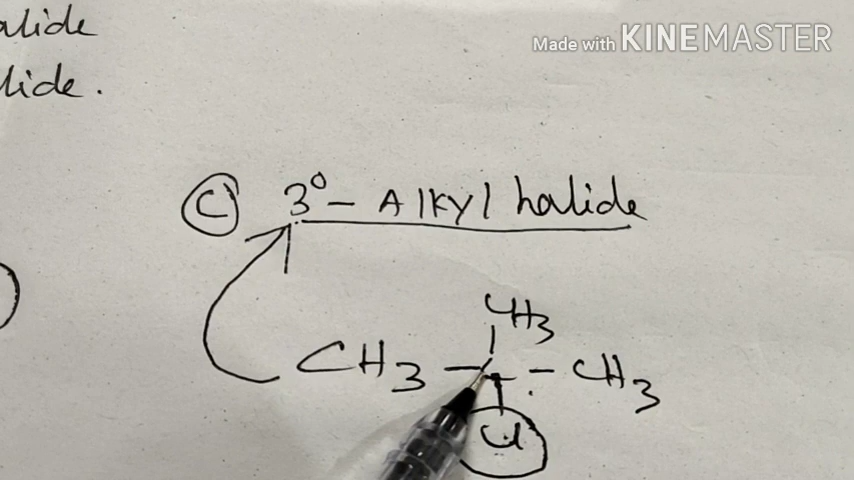 alide
Made with KINEMASTER
lide.
C 3° - Alkyl halide
CH3
CH3 - C - CH3
Cl